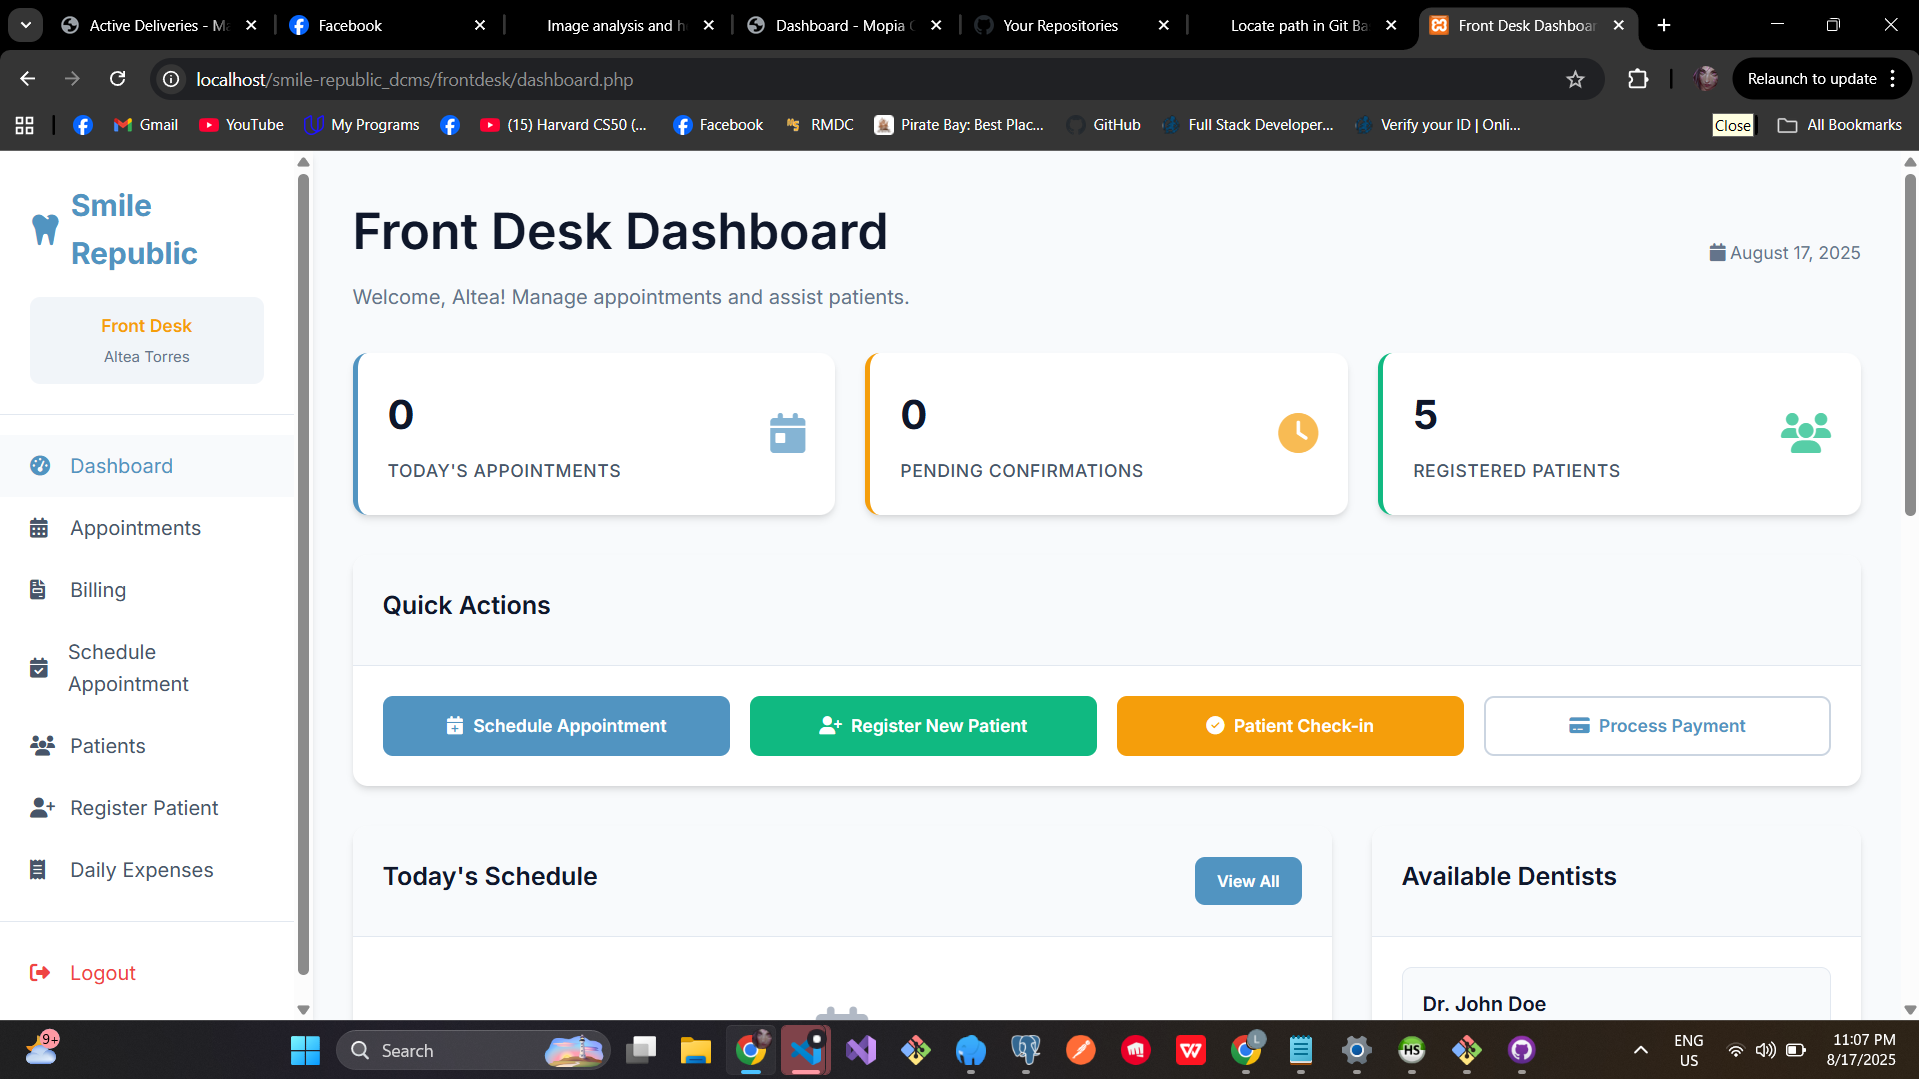 Active Deliveries - Ma
Facebook
Image analysis and h
Dashboard - Mopia
Your Repositories
Locate path in Git Ba
Front Desk Dashboar
localhost/smile-republic_dcms/frontdesk/dashboard.php
Relaunch to update
Gmail
YouTube
My Programs
(15) Harvard CS50 (...
Facebook
RMDC
Pirate Bay: Best Plac...
GitHub
Full Stack Developer...
Verify your ID | Onli...
Close
All Bookmarks
Smile
Republic
Front Desk
Altea Torres
Dashboard
Appointments
Billing
Schedule
Appointment
Patients
Register Patient
Daily Expenses
Logout
Front Desk Dashboard
August 17, 2025
Welcome, Altea! Manage appointments and assist patients.
0
TODAY'S APPOINTMENTS
0
PENDING CONFIRMATIONS
5
REGISTERED PATIENTS
Quick Actions
Schedule Appointment
Register New Patient
Patient Check-in
Process Payment
Today's Schedule
View All
Available Dentists
Dr. John Doe
9+
Search
W
L
HS
ENG
US
11:07 PM
8/17/2025